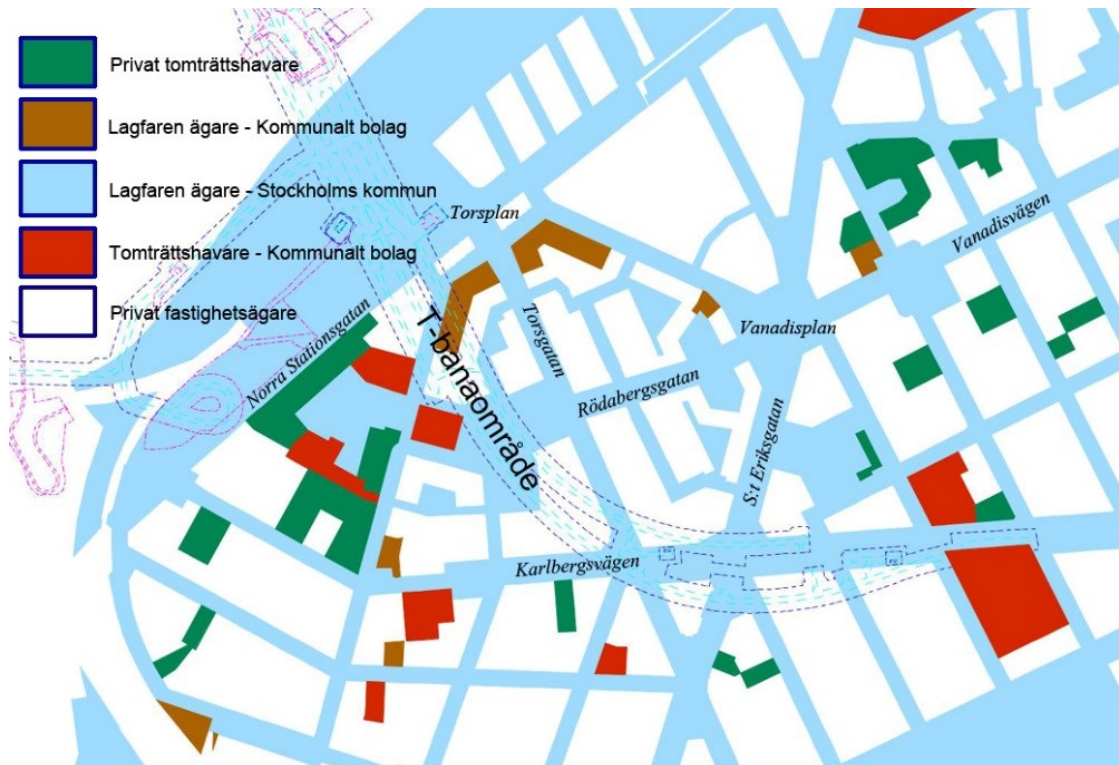 Privat tomträttshavare
Lagfaren ägare - Kommunalt bolag
Lagfaren ägare - Stockholms kommun
Tomträttshavare - Kommunalt bolag
Privat fastighetsägare
Torsplan
Vanadisvägen
T-banaområde
Torsgatan
Norra Stationsgatan
Vanadisplan
Rödabergsgatan
S:t Eriksgatan
Karlbergsvägen